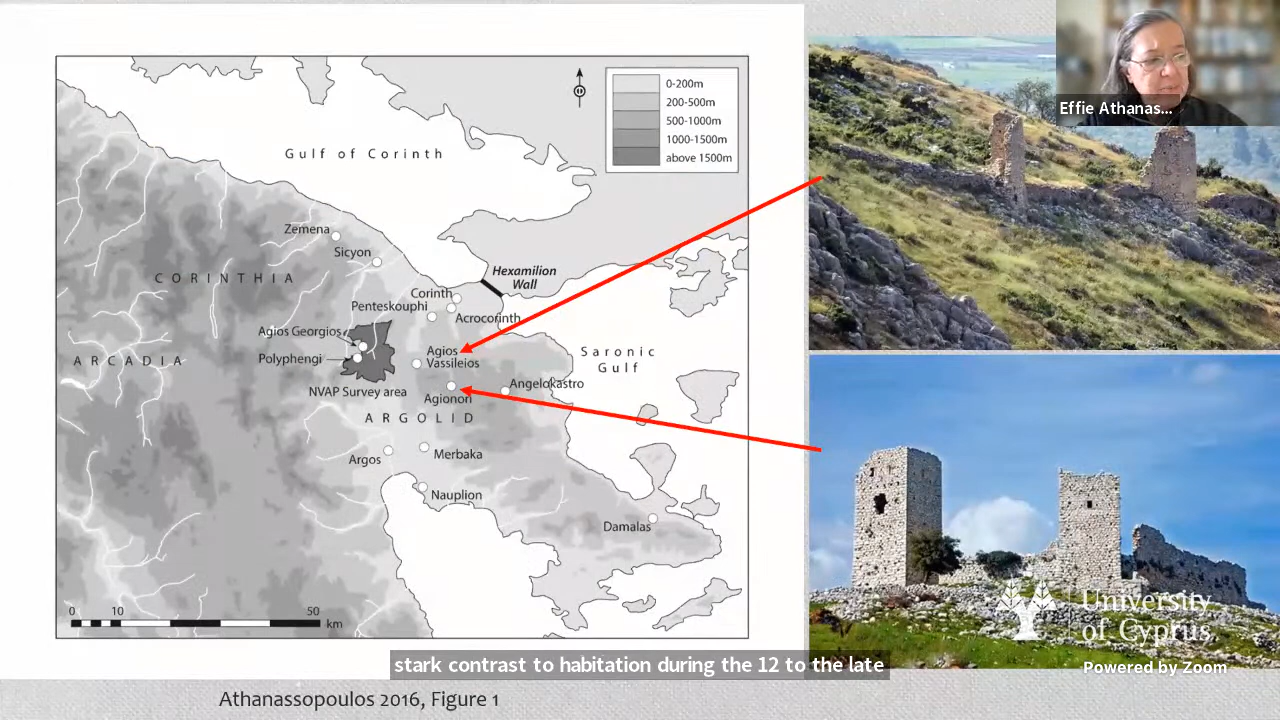 0-200m
200-500m
500-1000m
1000-1500m
above 1500m
Gulf of Corinth
Zemena
Sicyon
CORINTHIA
Hexamilion
Wall
Corinth
Penteskouphi
Acrocorinth
Agios Georgios
Polyphengi
ARCADIA
Agios
Vassileios
Saronic
Gulf
NVAP Survey area
Agionori
Angelokastro
ARGOLID
Argos
Merbaka
Nauplion
Damalas
0 10 50 km
Effie Athanas...
University
of Cyprus
Powered by Zoom
stark contrast to habitation during the 12 to the late
Athanassopoulos 2016, Figure 1